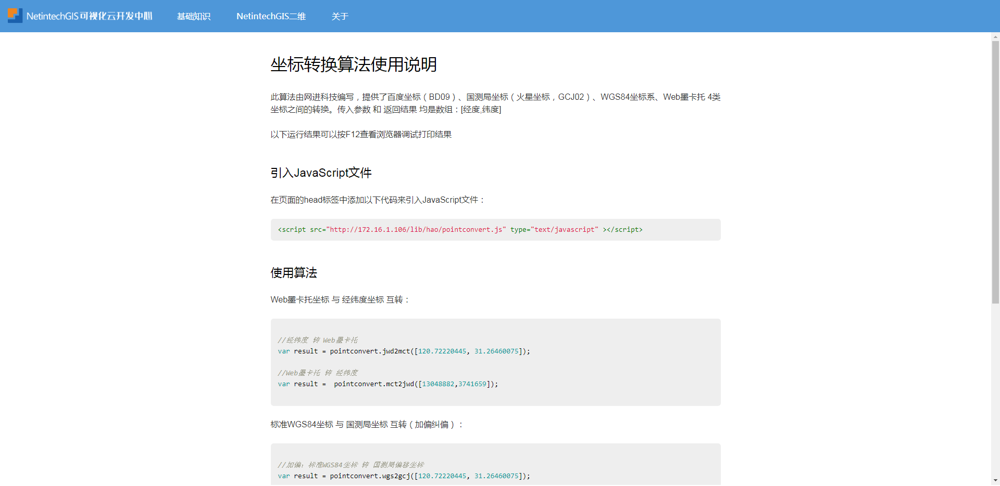 NetintechGIS可视化云开发中心
基础知识
NetintechGIS二维
关于
坐标转换算法使用说明
此算法由网进科技编写，提供了百度坐标（BD09）、国测局坐标（火星坐标，GCJ02）、WGS84坐标系、Web墨卡托 4类
坐标之间的转换。传入参数 和 返回结果 均是数组：[经度,纬度]
以下运行结果可以按F12查看浏览器调试打印结果
引入JavaScript文件
在页面的head标签中添加以下代码来引入JavaScript文件：
<script src="http://172.16.1.106/lib/hao/pointconvert.js" type="text/javascript" ></script>
使用算法
Web墨卡托坐标 与 经纬度坐标 互转：
//经纬度 转 Web墨卡托
var result = pointconvert.jwd2mct([120.72220445, 31.26460075]);
//Web墨卡托 转 经纬度
var result =  pointconvert.mct2jwd([13048882,3741659]);
标准WGS84坐标 与 国测局坐标 互转（加偏纠偏）：
//加偏：标准WGS84坐标 转 国测局偏移坐标
var result = pointconvert.wgs2gcj([120.72220445, 31.26460075]);